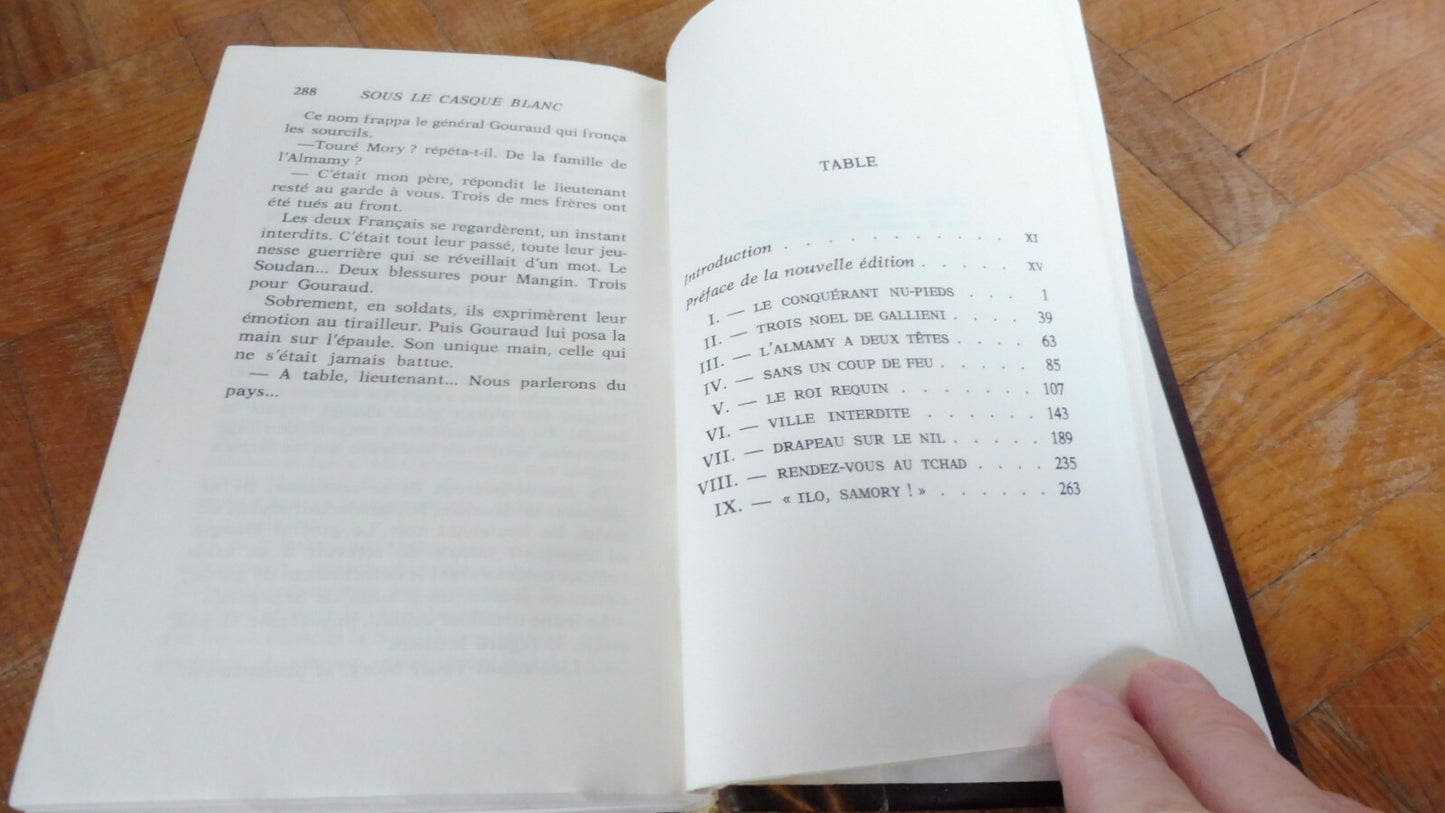 288 SOUS LE CASQUE BLANC
Ce nom frappa le général Gouraud qui fronça
les sourcils.
—Touré Mory ? répéta-t-il. De la famille de
l'Almamy ?
— C'était mon père, répondit le lieutenant
resté au garde à vous. Trois de mes frères ont
été tués au front.
Les deux Français se regardèrent, un instant
interdits. C'était tout leur passé, toute leur jeu-
nesse guerrière qui se réveillait d'un mot. Le
Soudan... Deux blessures pour Mangin. Trois
pour Gouraud.
Sobrement, en soldats, ils exprimèrent leur
émotion au tirailleur. Puis Gouraud lui posa la
main sur l'épaule. Son unique main, celle qui
ne s'était jamais battue.
— A table, lieutenant... Nous parlerons du
pays...
TABLE
Introduction . . . . . . . . . . . XI
Préface de la nouvelle édition . . . . . XV
I. — LE CONQUÉRANT NU-PIEDS . . . 1
II. — TROIS NOEL DE GALLIENI . . . . 39
III. — L'ALMAMY A DEUX TÊTES . . . . 63
IV. — SANS UN COUP DE FEU . . . . . 85
V. — LE ROI REQUIN . . . . . . . 107
VI. — VILLE INTERDITE . . . . . . 143
VII. — DRAPEAU SUR LE NIL . . . . . 189
VIII. — RENDEZ-VOUS AU TCHAD . . . . 235
IX. — « ILO, SAMORY ! » . . . . . . 263